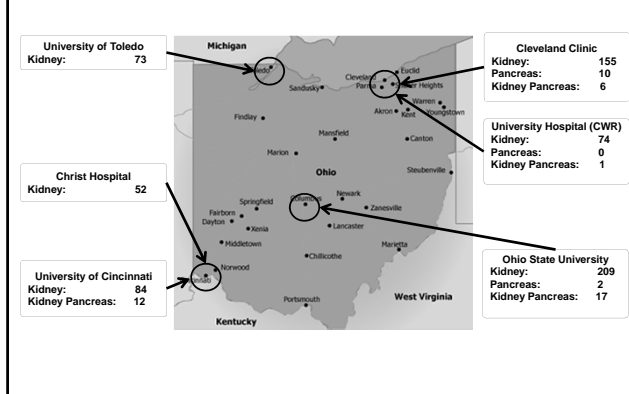 University of Toledo
Kidney: 73
Michigan
Cleveland Clinic
Kidney: 155
Pancreas: 10
Kidney Pancreas: 6
Euclid
Cleveland
Parma
Heights
Sandusky
Warren
Youngstown
Akron
Kent
Findlay
University Hospital (CWR)
Kidney: 74
Pancreas: 0
Kidney Pancreas: 1
Mansfield
Canton
Marion
Steubenville
Ohio
Christ Hospital
Kidney: 52
Newark
Columbus
Springfield
Zanesville
Fairborn
Dayton
Xenia
Lancaster
Middletown
Marietta
Chillicothe
Norwood
University of Cincinnati
Kidney: 84
Kidney Pancreas: 12
Ohio State University
Kidney: 209
Pancreas: 2
Kidney Pancreas: 17
Portsmouth
West Virginia
Kentucky